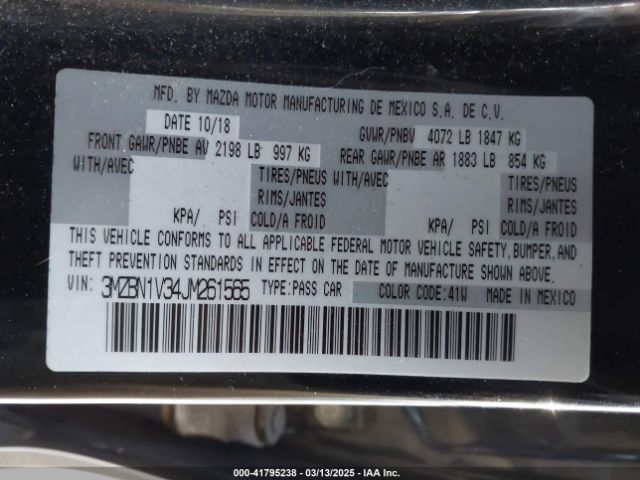 MFD. BY MAZDA MOTOR MANUFACTURING DE MEXICO S.A. DE C.V.
DATE 10/18 GVWR/PNBV 4072 LB 1847 KG
FRONT GAWR/PNBE AV 2198 LB 997 KG REAR GAWR/PNBE AR 1883 LB 854 KG
WITH/AVEC TIRES/PNEUS WITH/AVEC TIRES/PNEUS
RIMS/JANTES RIMS/JANTES
KPA/ PSI COLD/A FROID KPA/ PSI COLD/A FROID
THIS VEHICLE CONFORMS TO ALL APPLICABLE FEDERAL MOTOR VEHICLE SAFETY, BUMPER, AND
THEFT PREVENTION STANDARDS IN EFFECT ON THE DATE OF MANUFACTURE SHOWN ABOVE.
VIN: 3MZBN1V34JM261565 TYPE: PASS CAR COLOR CODE: 41W MADE IN MEXICO
000-41795238 - 03/13/2025 - IAA Inc.